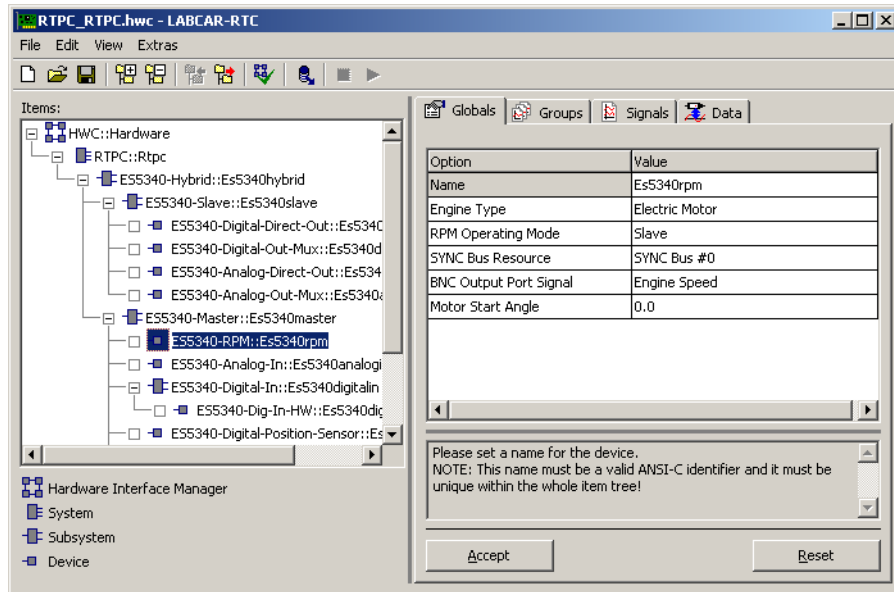 RTPC_RTPC.hwc - LABCAR-RTC
File Edit View Extras
Items:
HWC::Hardware
RTPC::Rtpc
ES5340-Hybrid::Es5340hybrid
ES5340-Slave::Es5340slave
ES5340-Digital-Direct-Out::Es534
ES5340-Digital-Out-Mux::Es5340d
ES5340-Analog-Direct-Out::Es534
ES5340-Analog-Out-Mux::Es5340
ES5340-Master::Es5340master
ES5340-RPM::Es5340rpm
ES5340-Analog-In::Es5340analogi
ES5340-Digital-In::Es5340digitalin
ES5340-Dig-In-HW::Es5340dig
ES5340-Digital-Position-Sensor::Es
Hardware Interface Manager
System
Subsystem
Device
Globals Groups Signals Data
Option Value
Name Es5340rpm
Engine Type Electric Motor
RPM Operating Mode Slave
SYNC Bus Resource SYNC Bus #0
BNC Output Port Signal Engine Speed
Motor Start Angle 0.0
Please set a name for the device.
NOTE: This name must be a valid ANSI-C identifier and it must be
unique within the whole item tree!
Accept Reset